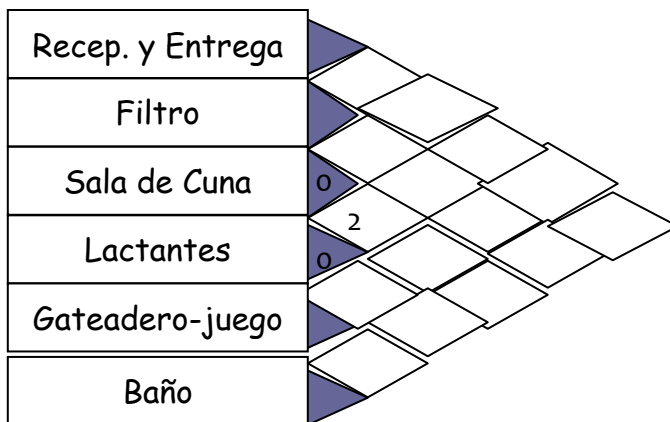 Recep. y Entrega
Filtro
Sala de Cuna
0
2
Lactantes
0
Gateadero-juego
Baño